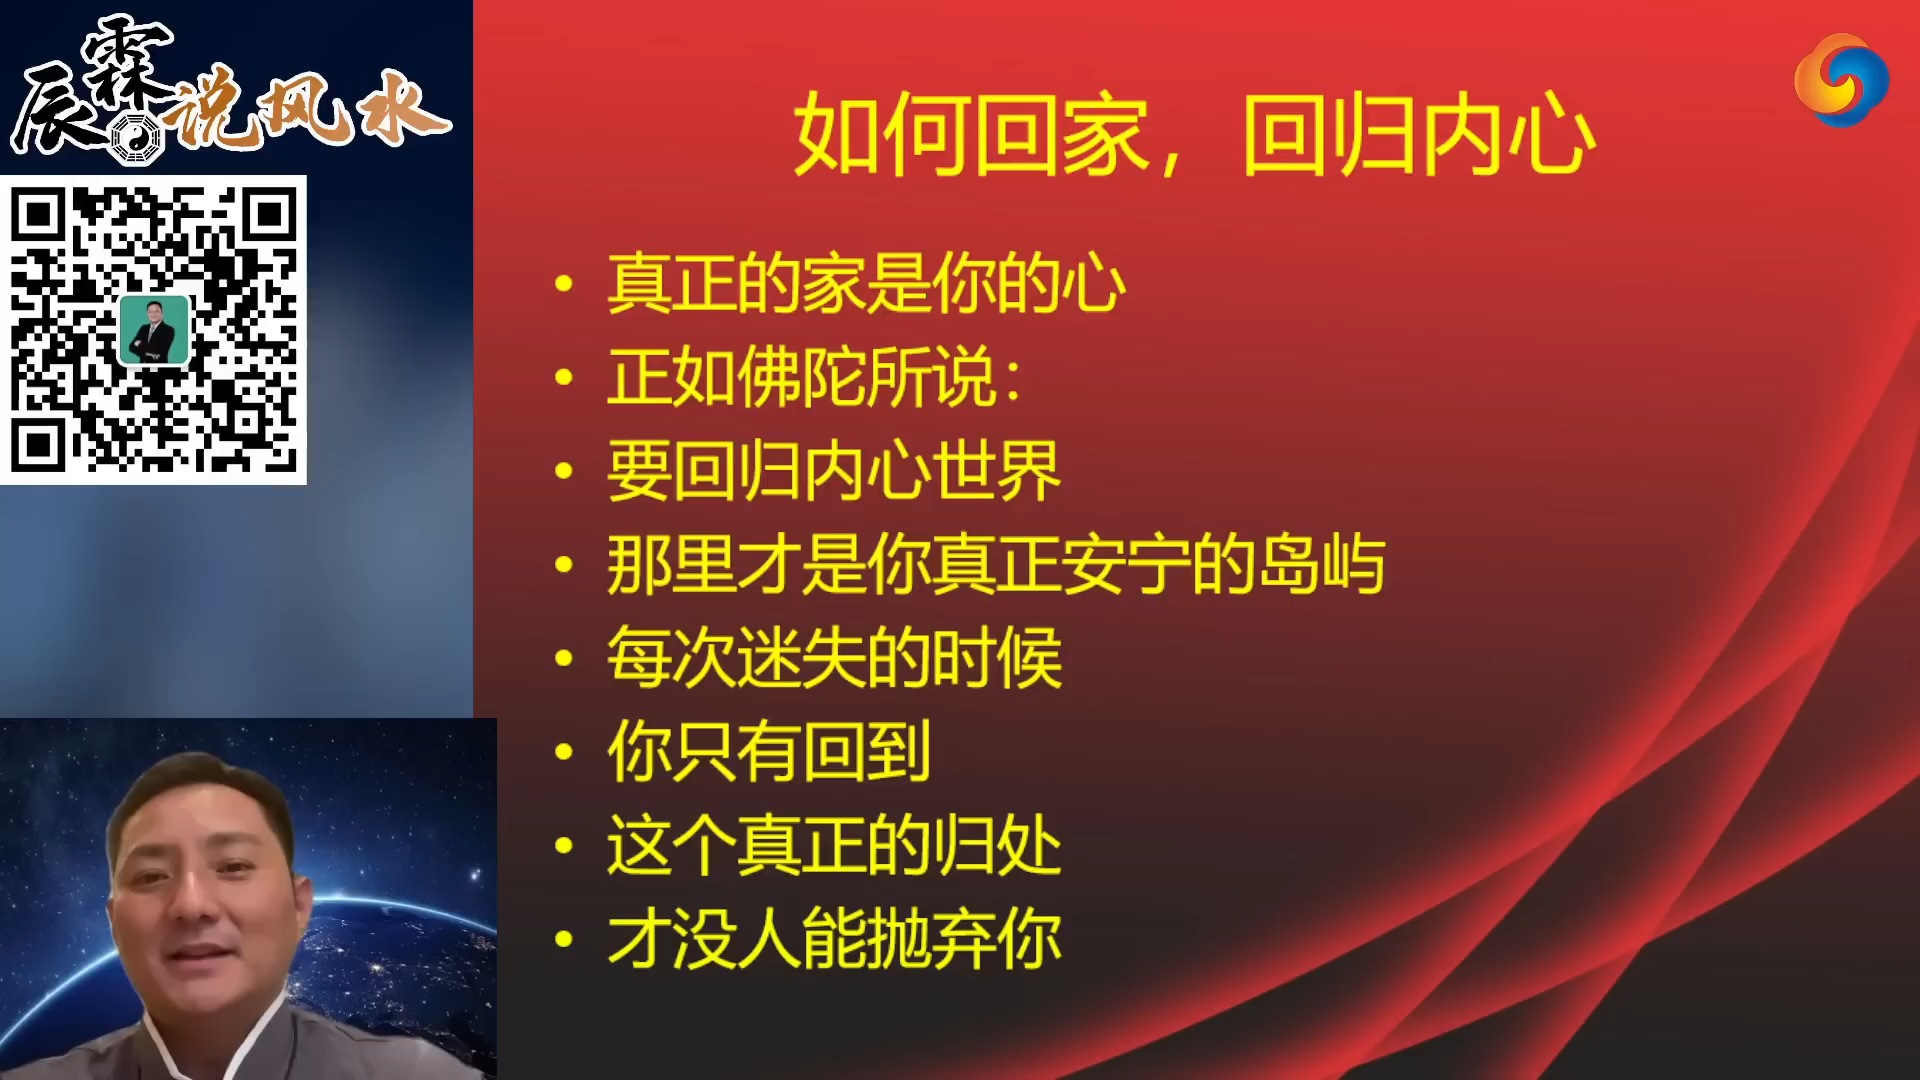 辰霖说风水
如何回家，回归内心
• 真正的家是你的心
• 正如佛陀所说：
• 要回归内心世界
• 那里才是你真正安宁的岛屿
• 每次迷失的时候
• 你只有回到
• 这个真正的归处
• 才没人能抛弃你